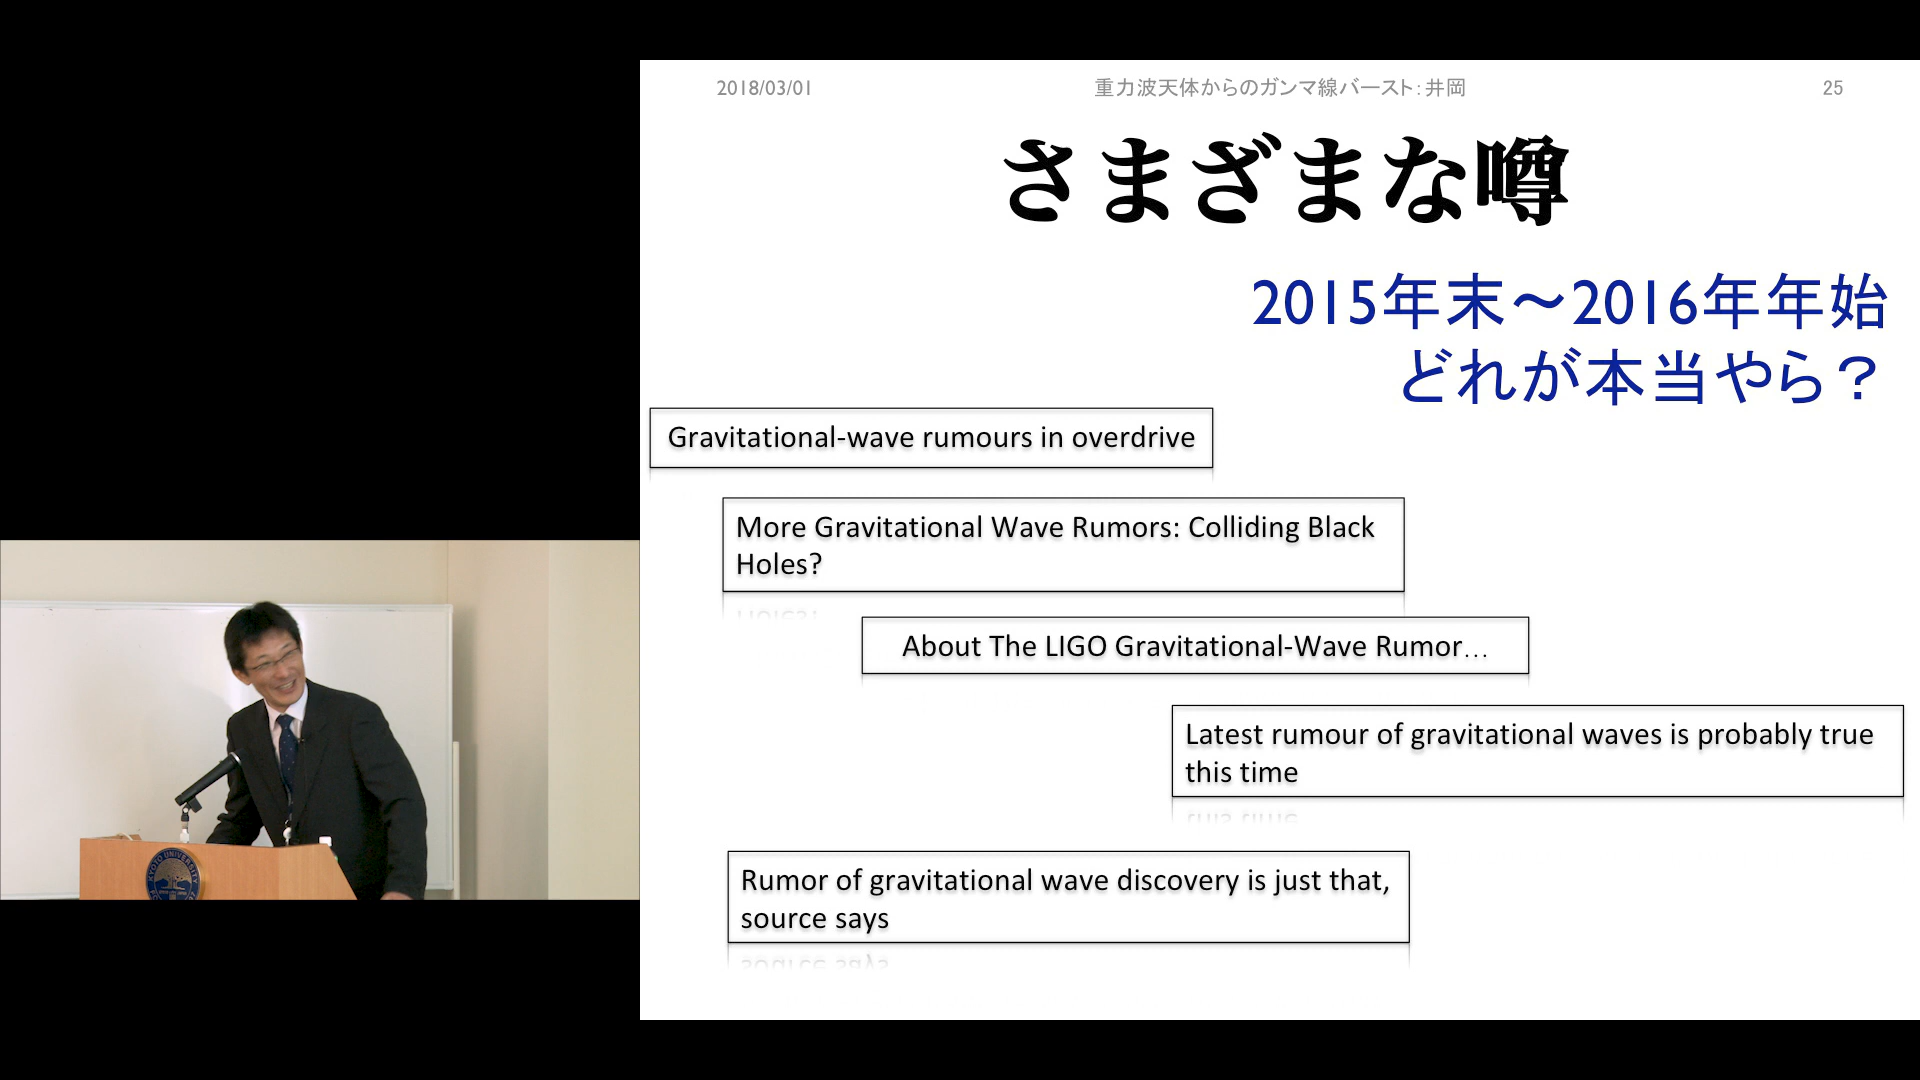 2018/03/01
重力波天体からのガンマ線バースト：井岡
25
さまざまな噂
2015年末～2016年年始
どれが本当やら？
Gravitational-wave rumours in overdrive
More Gravitational Wave Rumors: Colliding Black
Holes?
About The LIGO Gravitational-Wave Rumor…
Latest rumour of gravitational waves is probably true
this time
Rumor of gravitational wave discovery is just that,
source says
KYOTO UNIVERSITY